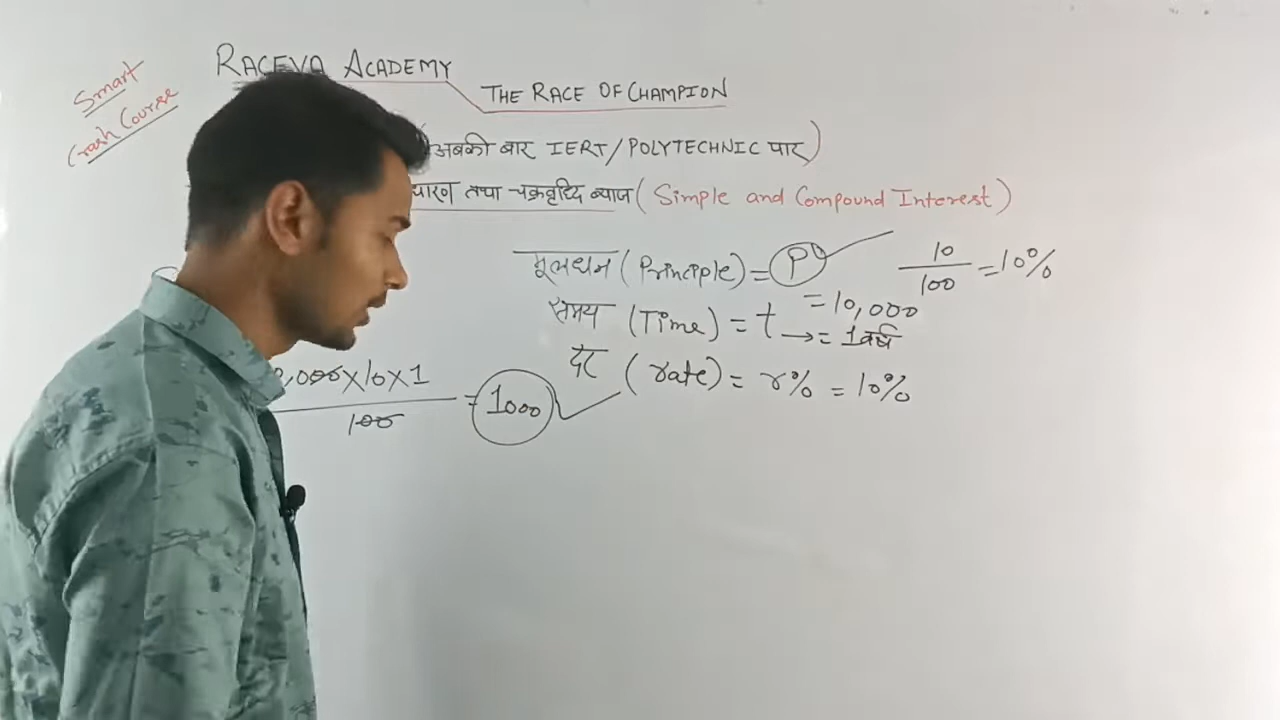 RACEVA ACADEMY
THE RACE OF CHAMPION
Smart
Crash Course
(अबकी बार IERT/POLYTECHNIC पार)
तथा चक्रवृध्दि ब्याज (Simple and Compound Interest)
मूलधन (Principle) = P
10/100 = 10%
= 10,000
समय (Time) = t → = 1 वर्ष
दर (rate) = r% = 10%
,000×10×1/100 = 1000